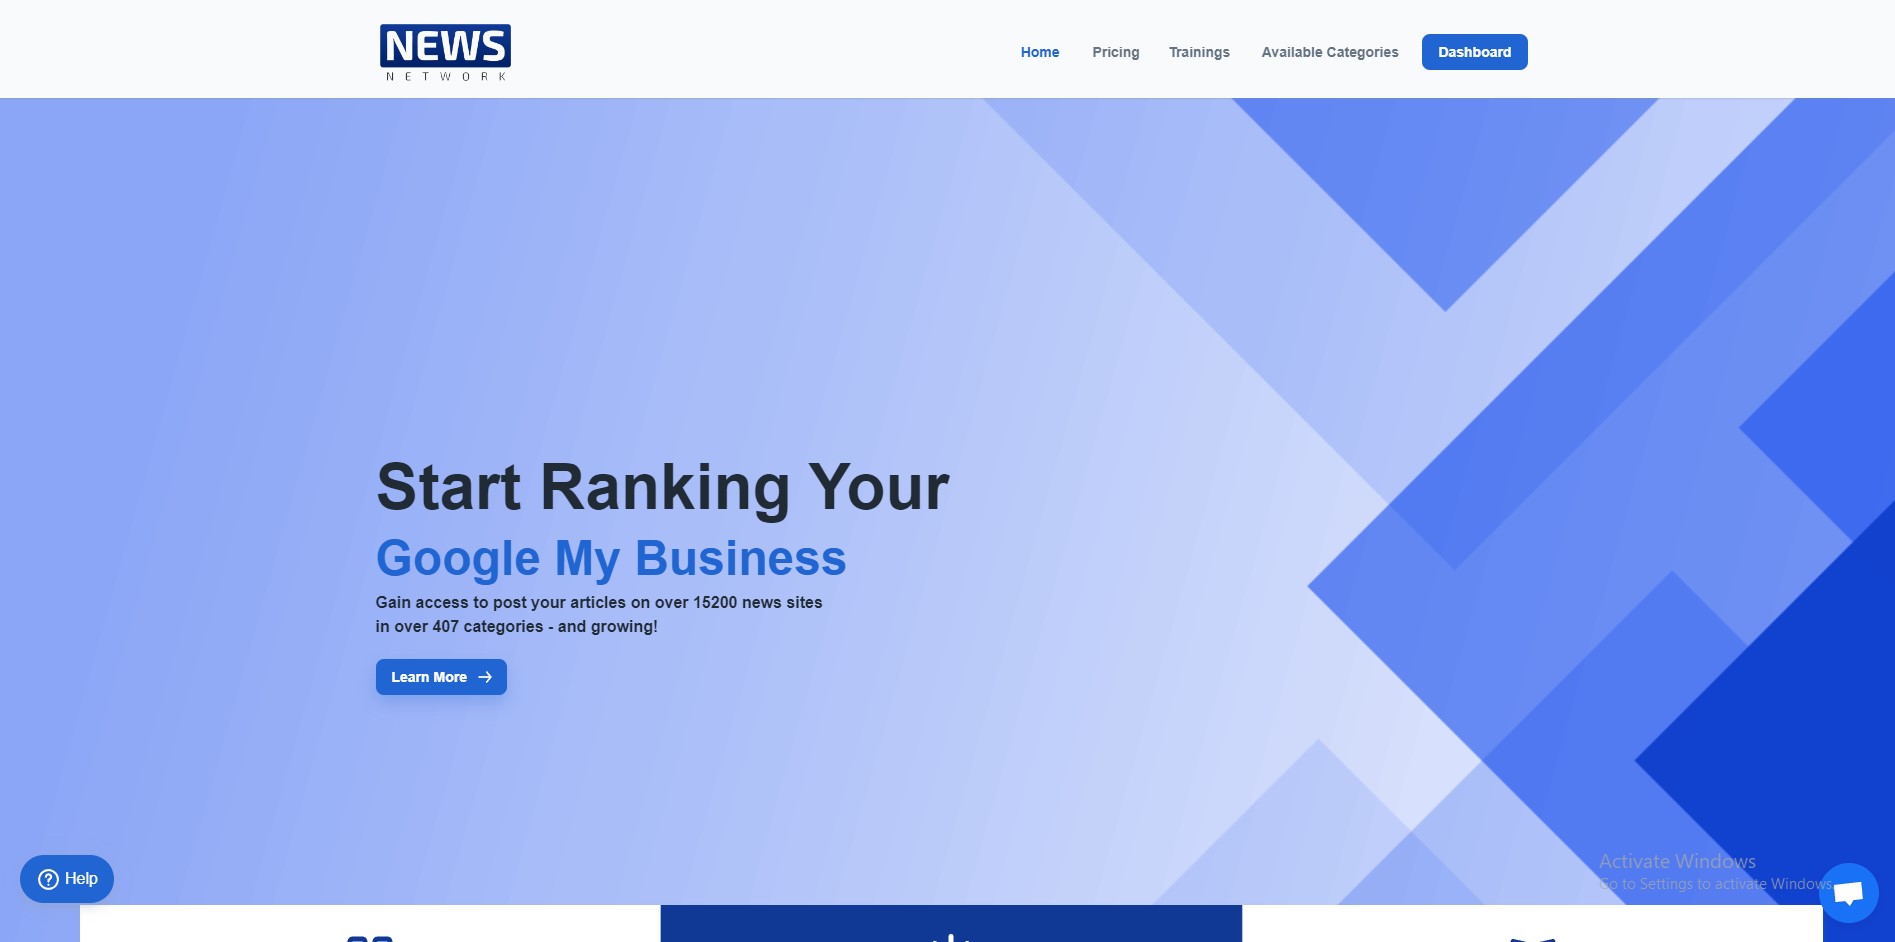 NEWS
NETWORK
Home Pricing Trainings Available Categories Dashboard
Start Ranking Your
Google My Business
Gain access to post your articles on over 15200 news sites
in over 407 categories - and growing!
Learn More
Help
Activate Windows
Go to Settings to activate Windows.